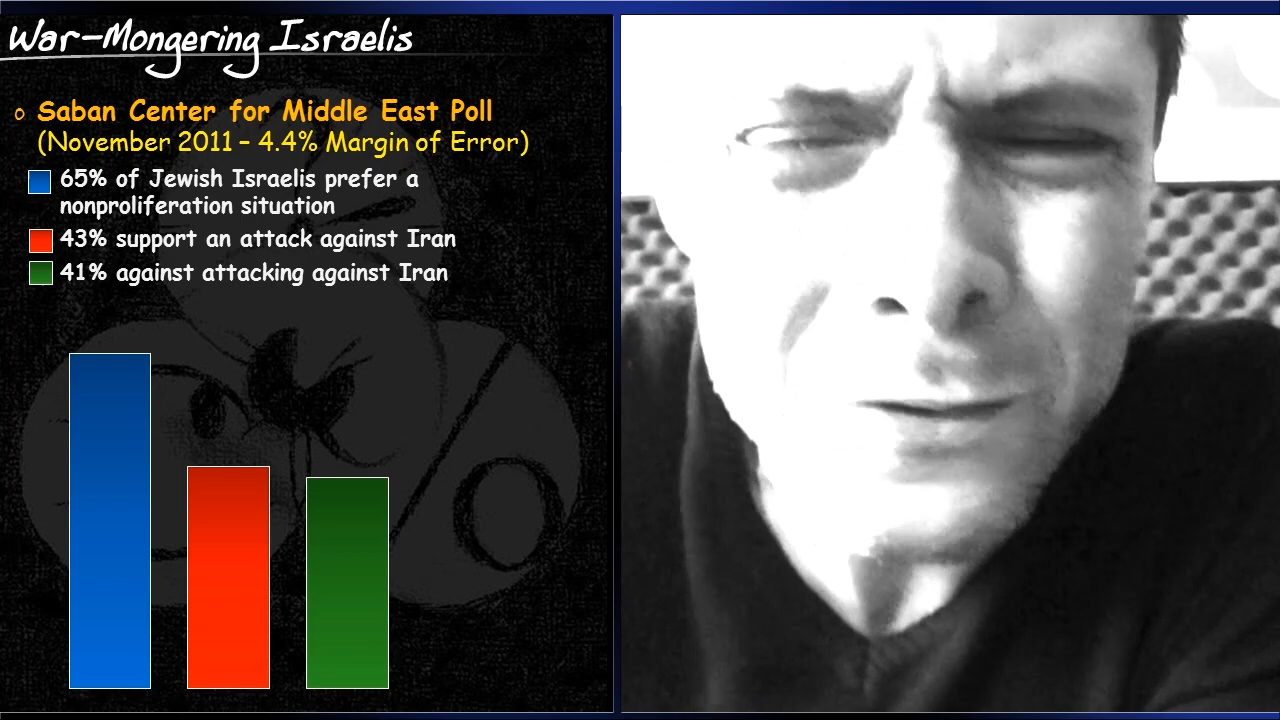 War-Mongering Israelis
Saban Center for Middle East Poll
(November 2011 – 4.4% Margin of Error)
65% of Jewish Israelis prefer a
nonproliferation situation
43% support an attack against Iran
41% against attacking against Iran